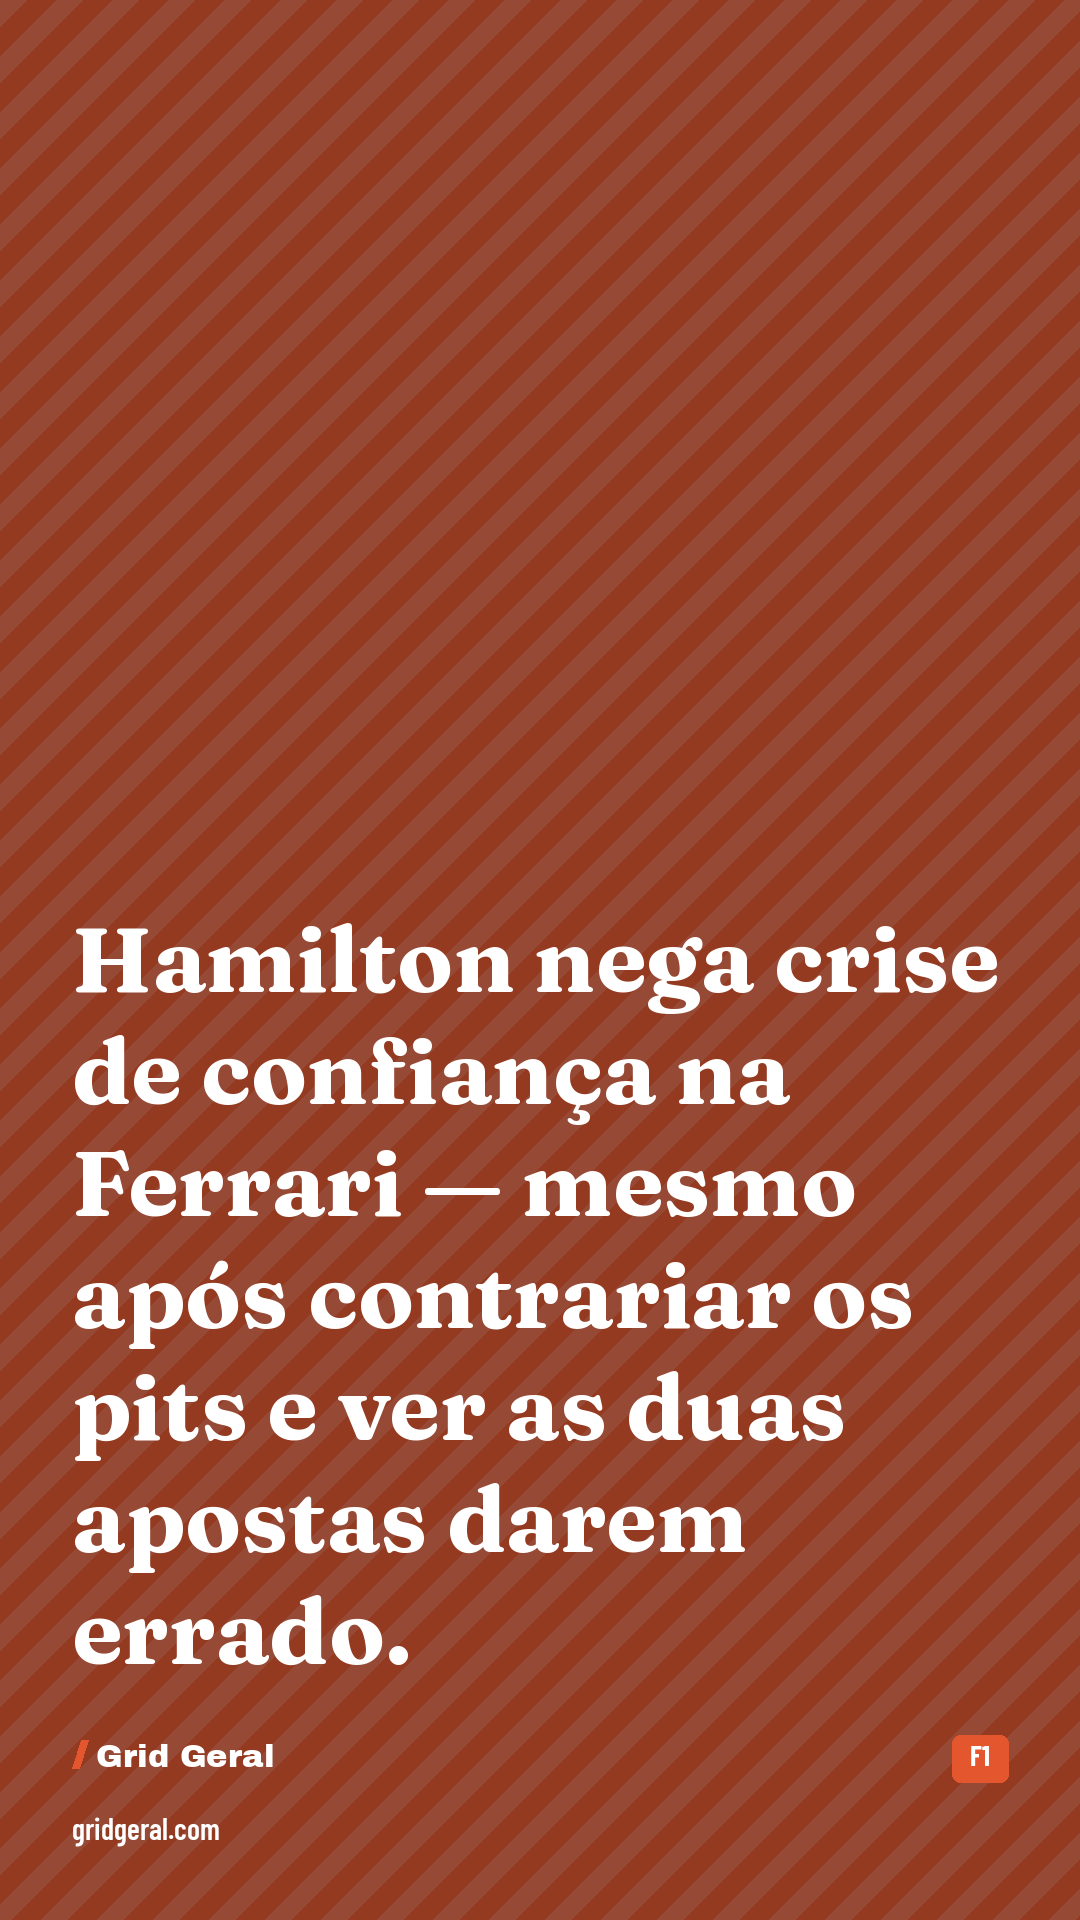 Hamilton nega crise
de confiança na
Ferrari — mesmo
após contrariar os
pits e ver as duas
apostas darem
errado.
/ Grid Geral
F1
gridgeral.com